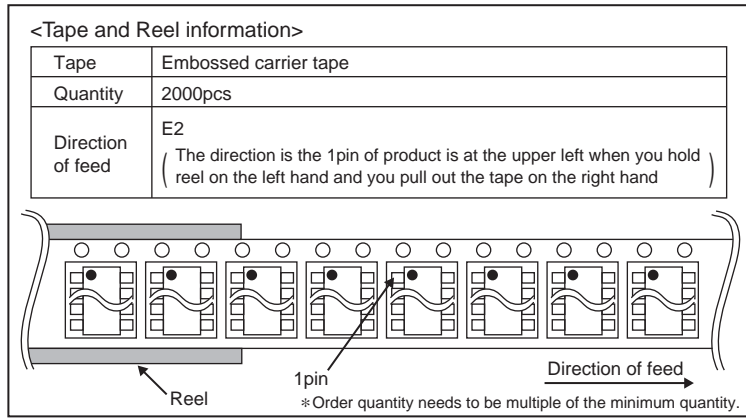 <Tape and Reel information>
Tape Embossed carrier tape
Quantity 2000pcs
Direction of feed E2
( The direction is the 1pin of product is at the upper left when you hold
reel on the left hand and you pull out the tape on the right hand )
Reel
1pin
Direction of feed
*Order quantity needs to be multiple of the minimum quantity.